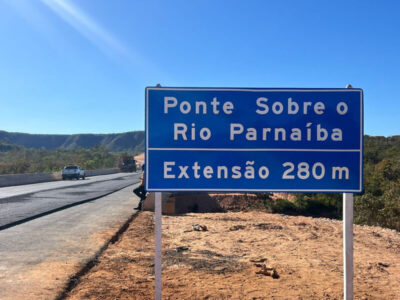 Ponte Sobre o
Rio Parnaíba
Extensão 280 m